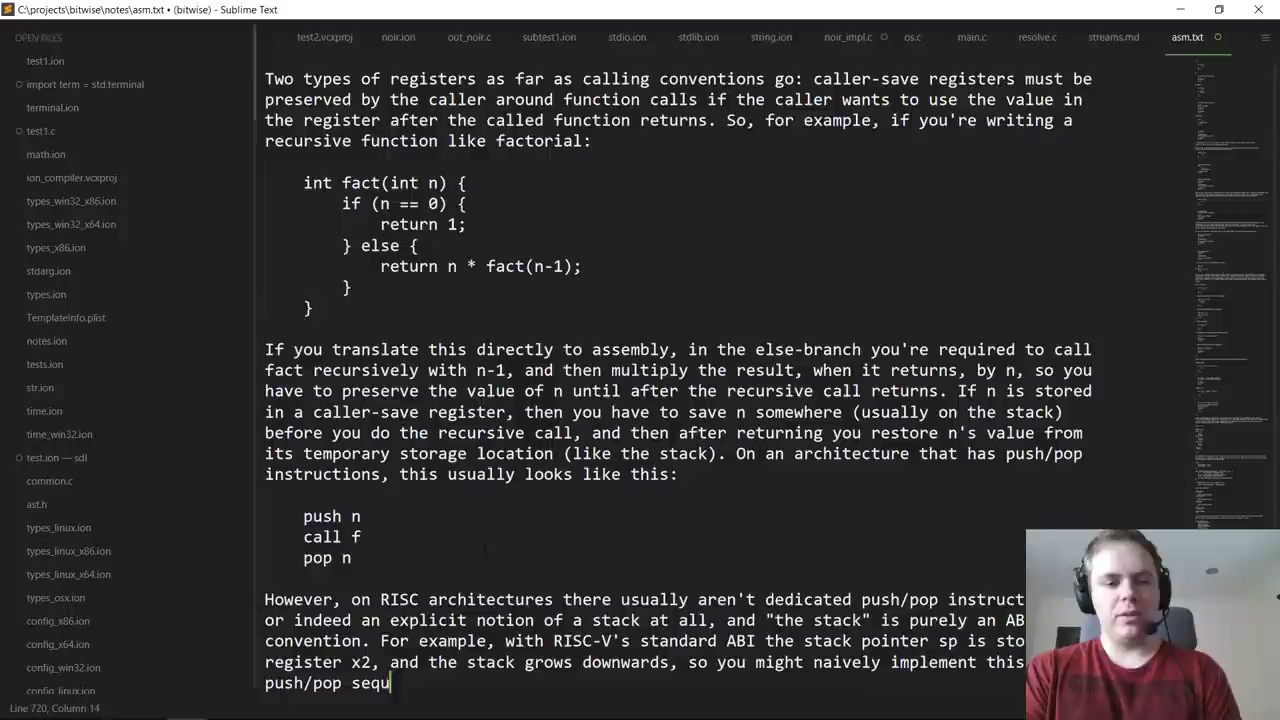 C:\projects\bitwise\notes\asm.txt • (bitwise) - Sublime Text
OPEN FILES
test1.ion
import term = std.terminal
terminal.ion
test1.c
math.ion
ion_compiler.vcxproj
types_win32_x86.ion
types_win32_x64.ion
types_x86.ion
stdarg.ion
types.ion
TemplateInfo.plist
notes.ion
tests.ion
str.ion
time.ion
time_win32.ion
test.ion — sdl
common.c
ast.h
types_linux.ion
types_linux_x86.ion
types_linux_x64.ion
types_osx.ion
config_x86.ion
config_x64.ion
config_win32.ion
config_linux.ion
test2.vcxproj noir.ion out_noir.c subtest1.ion stdio.ion stdlib.ion string.ion noir_impl.c os.c main.c resolve.c streams.md asm.txt
Two types of registers as far as calling conventions go: caller-save registers must be
preserved by the caller around function calls if the caller wants to use the value in
the register after the called function returns. So, for example, if you're writing a
recursive function like factorial:
int fact(int n) {
if (n == 0) {
return 1;
} else {
return n * fact(n-1);
}
}
If you translate this directly to assembly, in the else-branch you're required to call
fact recursively with n-1, and then multiply the result, when it returns, by n, so you
have to preserve the value of n until after the recursive call returns. If n is stored
in a caller-save register, then you have to save n somewhere (usually on the stack)
before you do the recursive call, and then after returning you restore n's value from
its temporary storage location (like the stack). On an architecture that has push/pop
instructions, this usually looks like this:
push n
call f
pop n
However, on RISC architectures there usually aren't dedicated push/pop instruct
or indeed an explicit notion of a stack at all, and "the stack" is purely an AB
convention. For example, with RISC-V's standard ABI the stack pointer sp is sto
register x2, and the stack grows downwards, so you might naively implement this
push/pop sequ
Line 720, Column 14